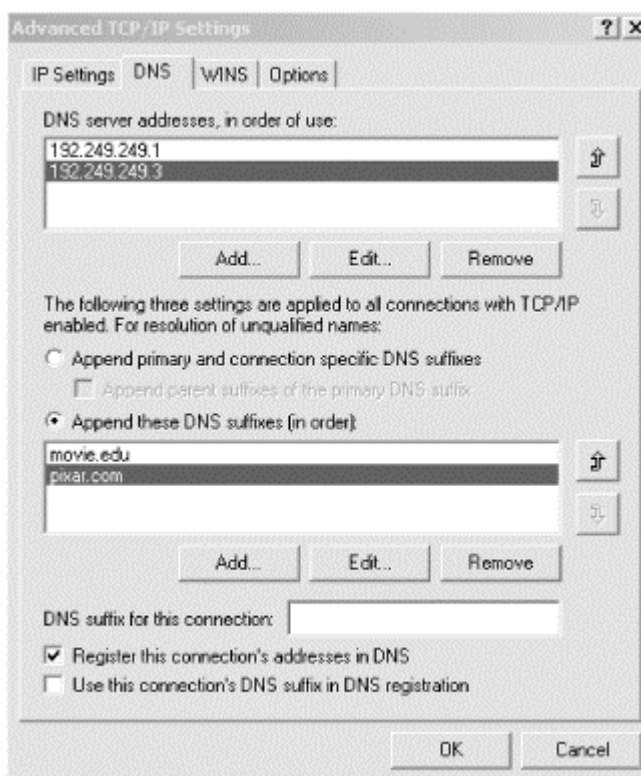 Advanced TCP/IP Settings
IP Settings DNS WINS Options
DNS server addresses, in order of use:
192.249.249.1
192.249.249.3
Add... Edit... Remove
The following three settings are applied to all connections with TCP/IP
enabled. For resolution of unqualified names:
Append primary and connection specific DNS suffixes
Append parent suffixes of the primary DNS suffix
Append these DNS suffixes (in order):
movie.edu
pixar.com
Add... Edit... Remove
DNS suffix for this connection:
Register this connection's addresses in DNS
Use this connection's DNS suffix in DNS registration
OK Cancel